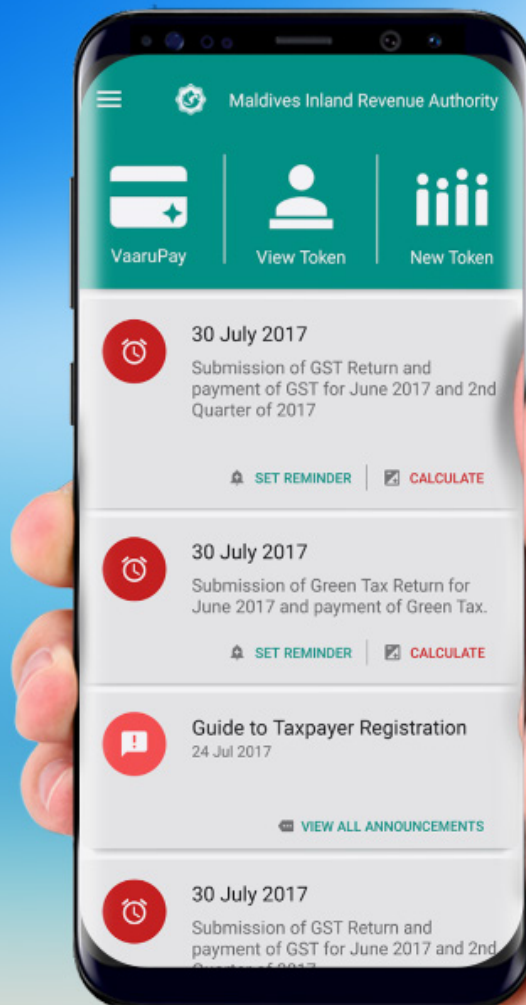 Maldives Inland Revenue Authority
VaaruPay
View Token
New Token
30 July 2017
Submission of GST Return and
payment of GST for June 2017 and 2nd
Quarter of 2017
SET REMINDER
CALCULATE
30 July 2017
Submission of Green Tax Return for
June 2017 and payment of Green Tax.
SET REMINDER
CALCULATE
Guide to Taxpayer Registration
24 Jul 2017
VIEW ALL ANNOUNCEMENTS
30 July 2017
Submission of GST Return and
payment of GST for June 2017 and 2nd
Quarter of 2017